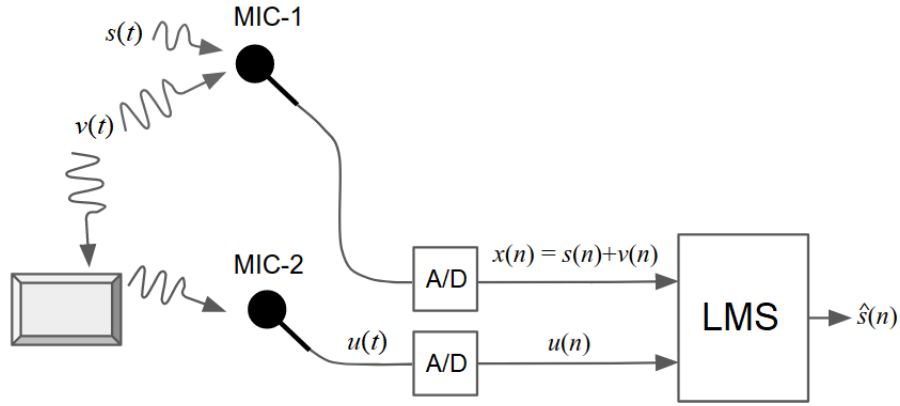 MIC-1
s(t)
v(t)
MIC-2
A/D
x(n) = s(n)+v(n)
LMS
ŝ(n)
u(t)
A/D
u(n)